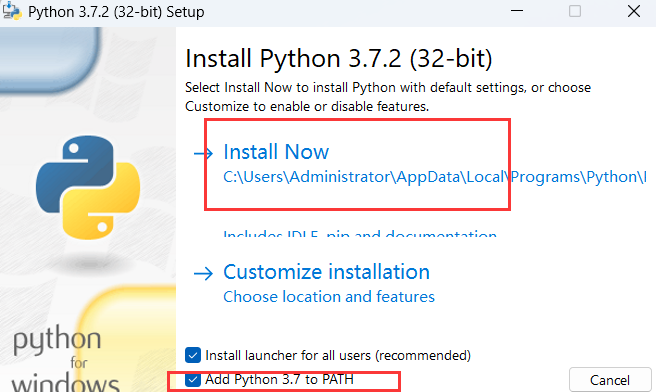 Python 3.7.2 (32-bit) Setup
Install Python 3.7.2 (32-bit)
Select Install Now to install Python with default settings, or choose
Customize to enable or disable features.
Install Now
C:\Users\Administrator\AppData\Local\Programs\Python\
Includes IDLE, pip and documentation
Customize installation
Choose location and features
Install launcher for all users (recommended)
Add Python 3.7 to PATH
Cancel
python
for
windows